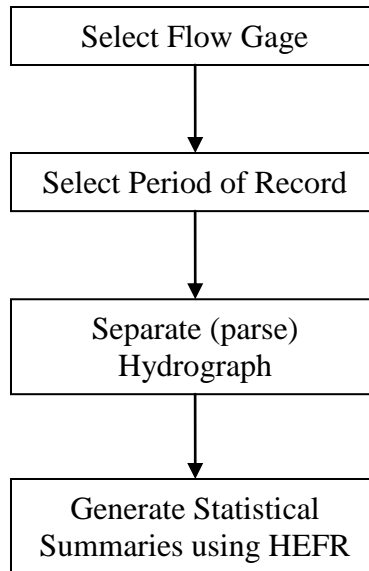 Select Flow Gage
Select Period of Record
Separate (parse)
Hydrograph
Generate Statistical
Summaries using HEFR